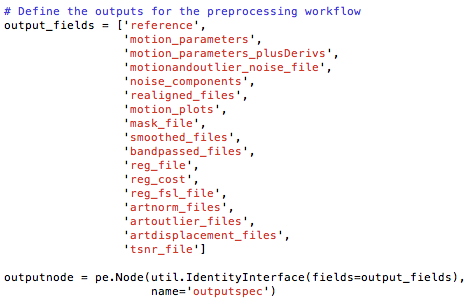 # Define the outputs for the preprocessing workflow
output_fields = ['reference',
'motion_parameters',
'motion_parameters_plusDerivs',
'motionandoutlier_noise_file',
'noise_components',
'realigned_files',
'motion_plots',
'mask_file',
'smoothed_files',
'bandpassed_files',
'reg_file',
'reg_cost',
'reg_fsl_file',
'artnorm_files',
'artoutlier_files',
'artdisplacement_files',
'tsnr_file']
outputnode = pe.Node(util.IdentityInterface(fields=output_fields),
name='outputspec')